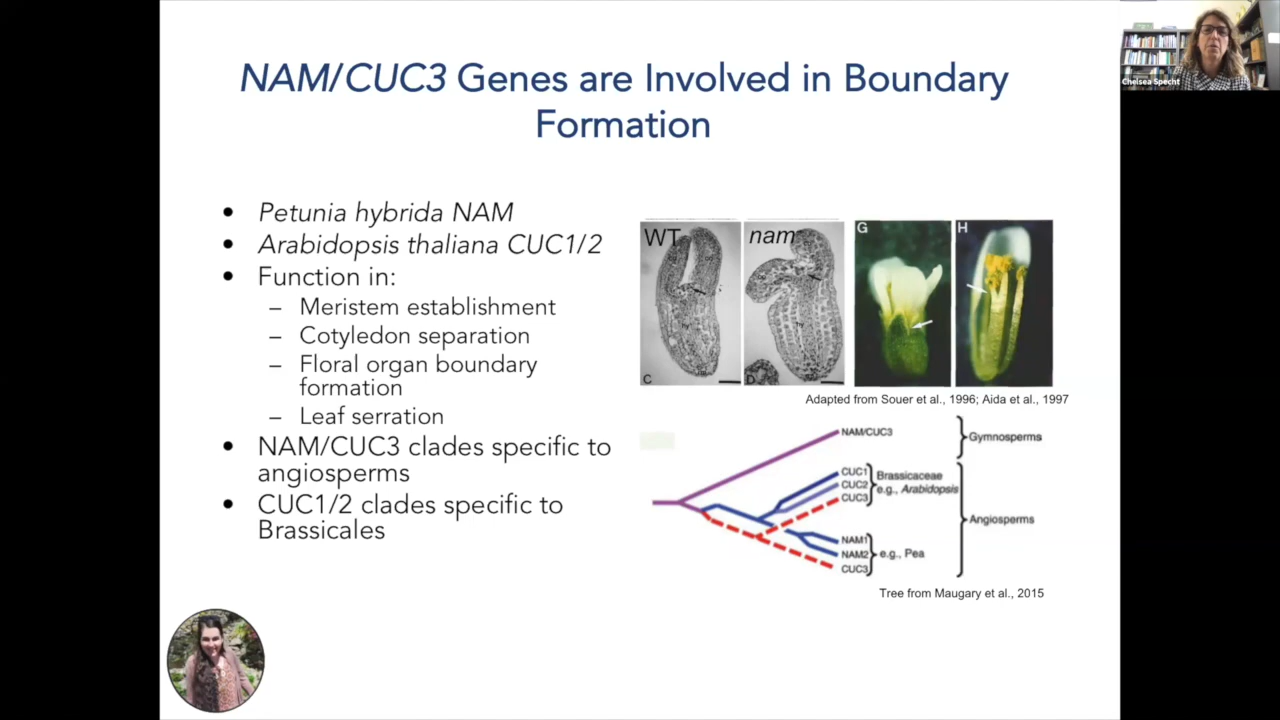 NAM/CUC3 Genes are Involved in Boundary
Formation
Chelsea Specht
• Petunia hybrida NAM
• Arabidopsis thaliana CUC1/2
• Function in:
– Meristem establishment
– Cotyledon separation
– Floral organ boundary
formation
– Leaf serration
• NAM/CUC3 clades specific to
angiosperms
• CUC1/2 clades specific to
Brassicales
WT
nam
G
H
C
D
Adapted from Souer et al., 1996; Aida et al., 1997
NAM/CUC3
Gymnosperms
CUC1
CUC2
CUC3
Brassicaceae
e.g., Arabidopsis
Angiosperms
NAM1
NAM2
CUC3
e.g., Pea
Tree from Maugary et al., 2015